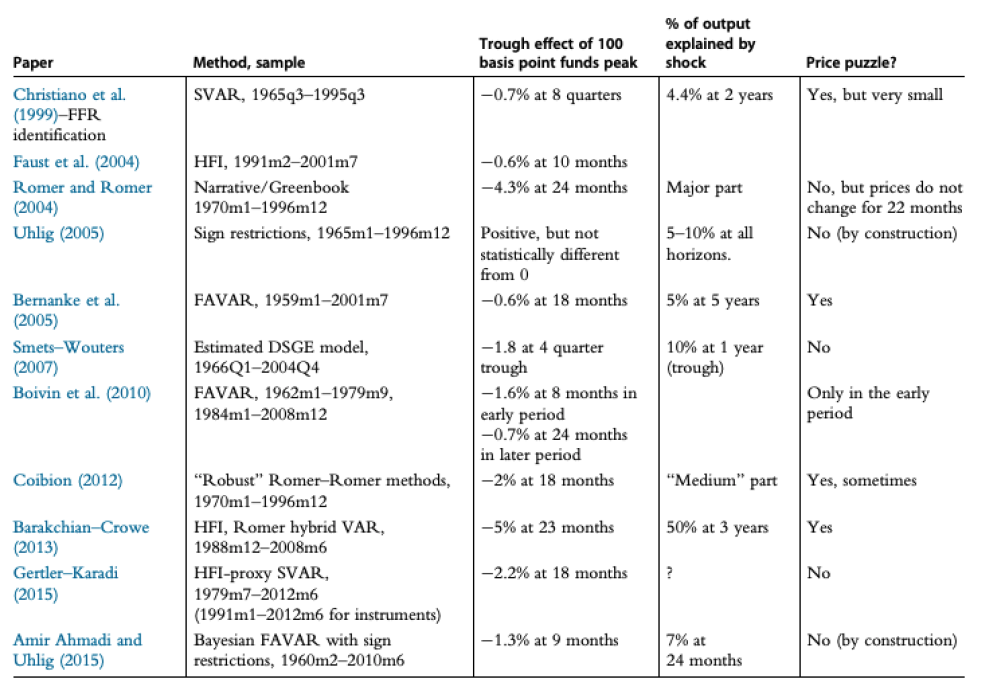 Paper | Method, sample | Trough effect of 100 basis point funds peak | % of output explained by shock | Price puzzle?
Christiano et al. (1999)–FFR identification | SVAR, 1965q3–1995q3 | −0.7% at 8 quarters | 4.4% at 2 years | Yes, but very small
Faust et al. (2004) | HFI, 1991m2–2001m7 | −0.6% at 10 months | |
Romer and Romer (2004) | Narrative/Greenbook 1970m1–1996m12 | −4.3% at 24 months | Major part | No, but prices do not change for 22 months
Uhlig (2005) | Sign restrictions, 1965m1–1996m12 | Positive, but not statistically different from 0 | 5–10% at all horizons. | No (by construction)
Bernanke et al. (2005) | FAVAR, 1959m1–2001m7 | −0.6% at 18 months | 5% at 5 years | Yes
Smets–Wouters (2007) | Estimated DSGE model, 1966Q1–2004Q4 | −1.8 at 4 quarter trough | 10% at 1 year (trough) | No
Boivin et al. (2010) | FAVAR, 1962m1–1979m9, 1984m1–2008m12 | −1.6% at 8 months in early period −0.7% at 24 months in later period | | Only in the early period
Coibion (2012) | “Robust” Romer–Romer methods, 1970m1–1996m12 | −2% at 18 months | “Medium” part | Yes, sometimes
Barakchian–Crowe (2013) | HFI, Romer hybrid VAR, 1988m12–2008m6 | −5% at 23 months | 50% at 3 years | Yes
Gertler–Karadi (2015) | HFI-proxy SVAR, 1979m7–2012m6 (1991m1–2012m6 for instruments) | −2.2% at 18 months | ? | No
Amir Ahmadi and Uhlig (2015) | Bayesian FAVAR with sign restrictions, 1960m2–2010m6 | −1.3% at 9 months | 7% at 24 months | No (by construction)